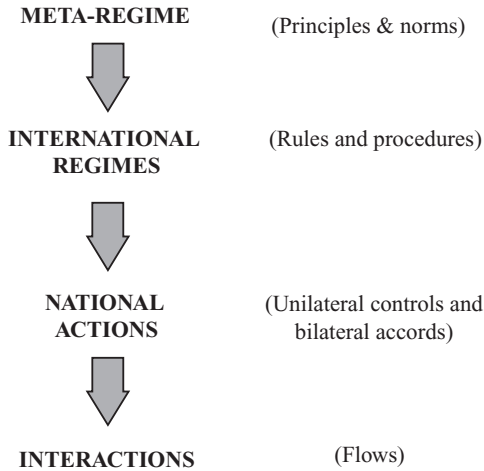 META-REGIME (Principles & norms)
INTERNATIONAL (Rules and procedures)
REGIMES
NATIONAL (Unilateral controls and
ACTIONS bilateral accords)
INTERACTIONS (Flows)